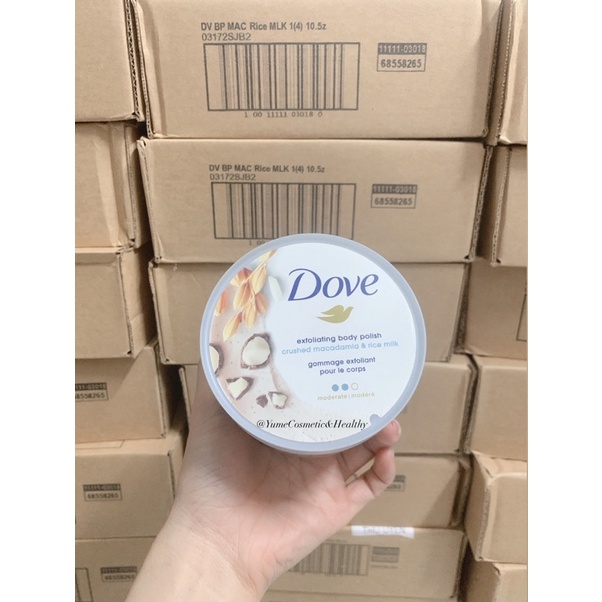 DV BP MAC Rice MLK 1(4) 10.5z
03172SJB2
11111-03018
68558265
1 00 11111 03018 0
DV BP MAC Rice MLK 1(4) 10.5z
03172SJB2
11111-03018
68558265
Dove
exfoliating body polish
crushed macadamia & rice milk
gommage exfoliant
pour le corps
moderate | modéré
@YumeCosmetic&Healthy
11111-03018
68558265